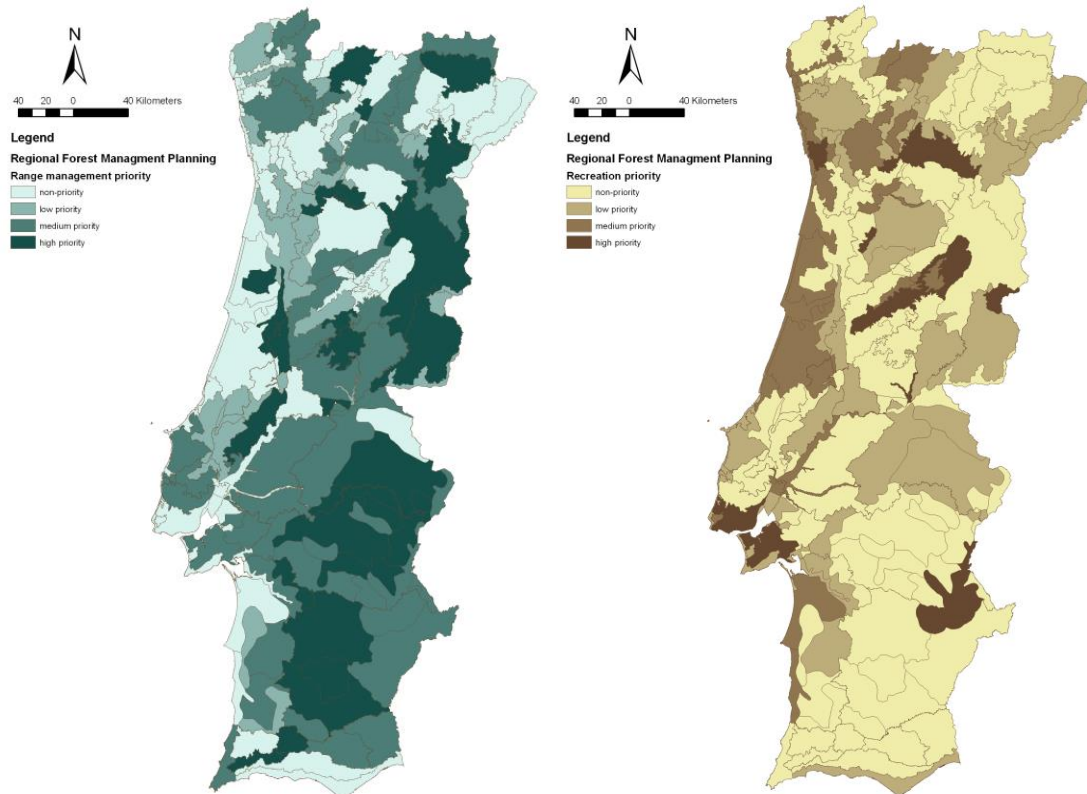 N
40 20 0 40 Kilometers
Legend
Regional Forest Managment Planning
Range management priority
non-priority
low priority
medium priority
high priority
N
40 20 0 40 Kilometers
Legend
Regional Forest Managment Planning
Recreation priority
non-priority
low priority
medium priority
high priority